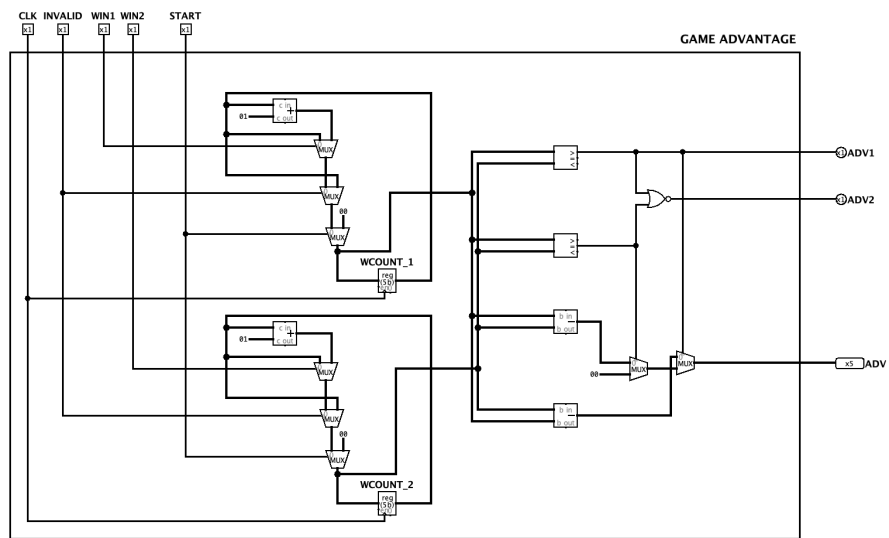 CLK INVALID WIN1 WIN2 START
x1 x1 x1 x1 x1
GAME ADVANTAGE
c in
+
01
c out
MUX
MUX
00
MUX
WCOUNT_1
reg
(5b)
c in
+
01
c out
MUX
MUX
00
MUX
WCOUNT_2
reg
(5b)
>
=
<
>
=
<
b in
-
b out
00
MUX
MUX
b in
-
b out
x1 ADV1
x1 ADV2
x5 ADV